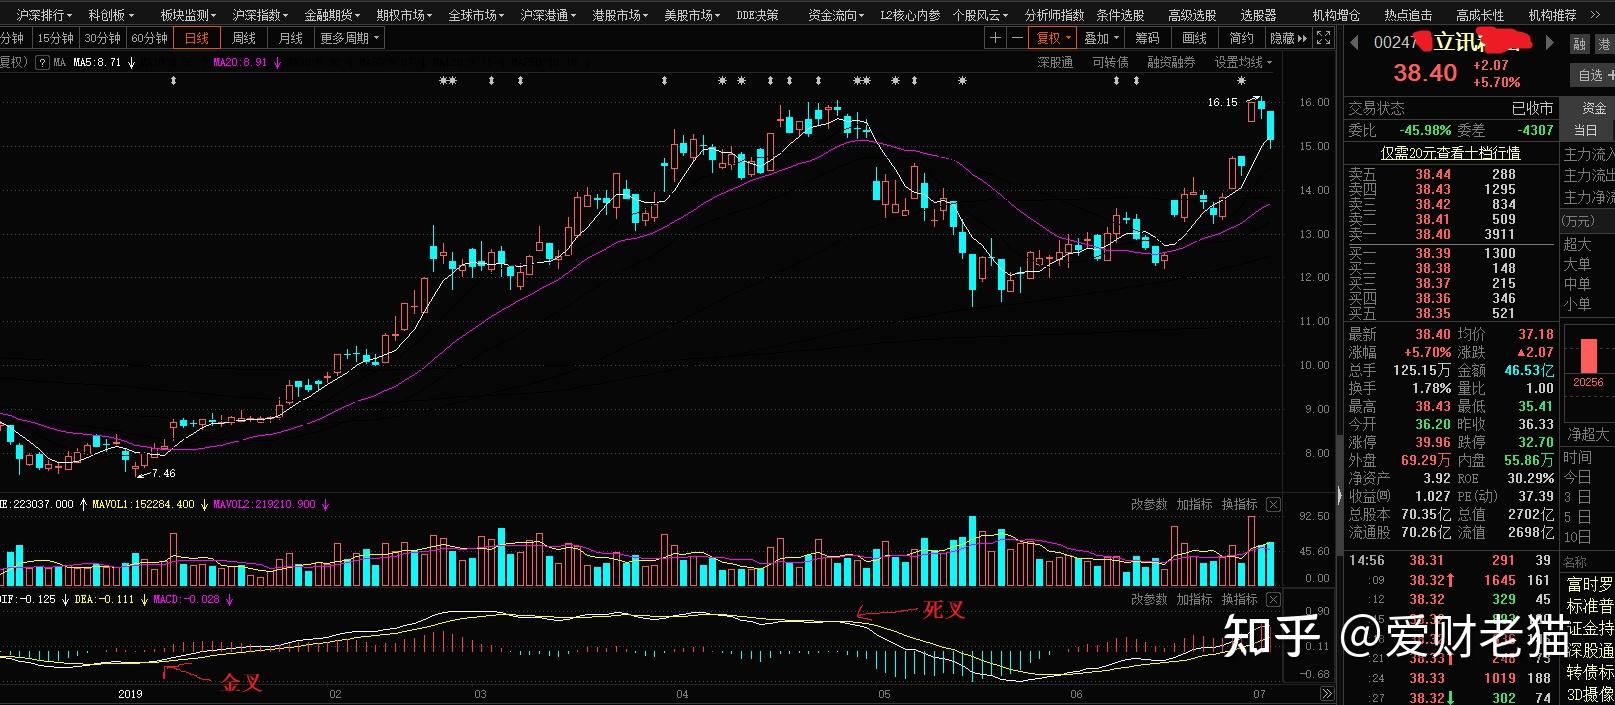 沪深排行 科创板 板块监测 沪深指数 金融期货 期权市场 全球市场 沪深港通 港股市场 美股市场 DDE决策 资金流向 L2核心内参 个股风云 分析师指数 条件选股 高级选股 选股器 机构增仓 热点追击 高成长性 机构推荐
分钟 15分钟 30分钟 60分钟 日线 周线 月线 更多周期 复权 叠加 筹码 画线 简约 隐藏
复权) ? MA MA5:8.71 MA20:8.91 深股通 可转债 融资融券 设置均线
16.15
16.00
15.00
14.00
13.00
12.00
11.00
10.00
9.00
8.00
7.46
ME:223037.000 MAVOL1:152284.400 MAVOL2:219210.900 改参数 加指标 换指标
92.50
45.60
0.00
DIF:-0.125 DEA:-0.111 MACD:-0.028 改参数 加指标 换指标
0.90
0.11
-0.68
死叉
金叉
2019 02 03 04 05 06 07
00247 立讯 融 港
38.40 +2.07
+5.70% 自选
交易状态 已收市 资金
委比 -45.98% 委差 -4307 当日
仅需20元查看十档行情 主力流入
卖五 38.44 288 主力流出
卖四 38.43 1295 主力净流
卖三 38.42 834 (万元)
卖二 38.41 509
卖一 38.40 3911 超大
买一 38.39 1300 大单
买二 38.38 148 中单
买三 38.37 215 小单
买四 38.36 346
买五 38.35 521
最新 38.40 均价 37.18
涨幅 +5.70% 涨跌 ▲2.07
总手 125.15万 金额 46.53亿
换手 1.78% 量比 1.00 20256
最高 38.43 最低 35.41
今开 36.20 昨收 36.33
涨停 39.96 跌停 32.70 净超大
外盘 69.29万 内盘 55.86万 时间
净资产 3.92 ROE 30.29% 今日
收益(四) 1.027 PE(动) 37.39 3 日
总股本 70.35亿 总值 2702亿 5 日
流通股 70.26亿 流值 2698亿 10日
14:56 38.31 291 39 名称
:09 38.32 1645 161 富时罗
:12 38.32 329 45 标准普
证金持
:21 38.33 248 75 深股通
:24 38.33 1019 188 转债标
:27 38.32 302 74 3D摄像
知乎 @爱财老猫